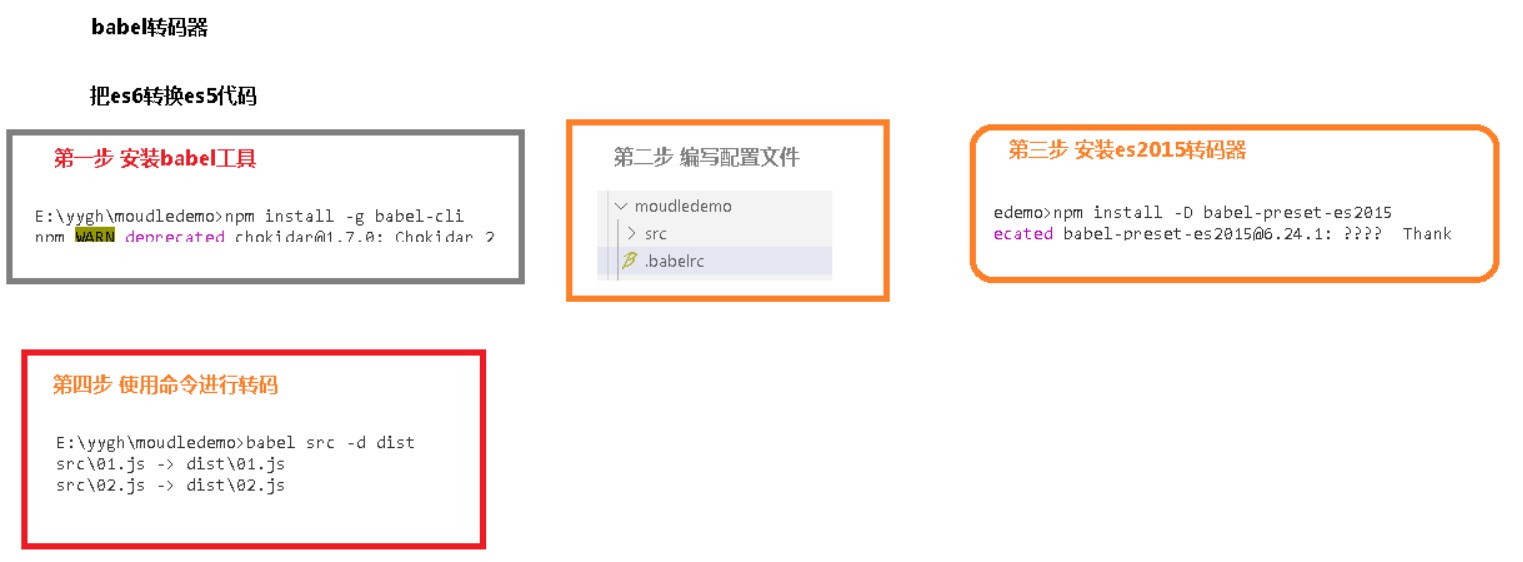 babel转码器
把es6转换es5代码
第一步 安装babel工具
E:\yygh\moudledemo>npm install -g babel-cli
npm WARN deprecated chokidar@1.7.0: Chokidar 2
第二步 编写配置文件
moudledemo
src
.babelrc
第三步 安装es2015转码器
edemo>npm install -D babel-preset-es2015
ecated babel-preset-es2015@6.24.1: ???? Thank
第四步 使用命令进行转码
E:\yygh\moudledemo>babel src -d dist
src\01.js -> dist\01.js
src\02.js -> dist\02.js